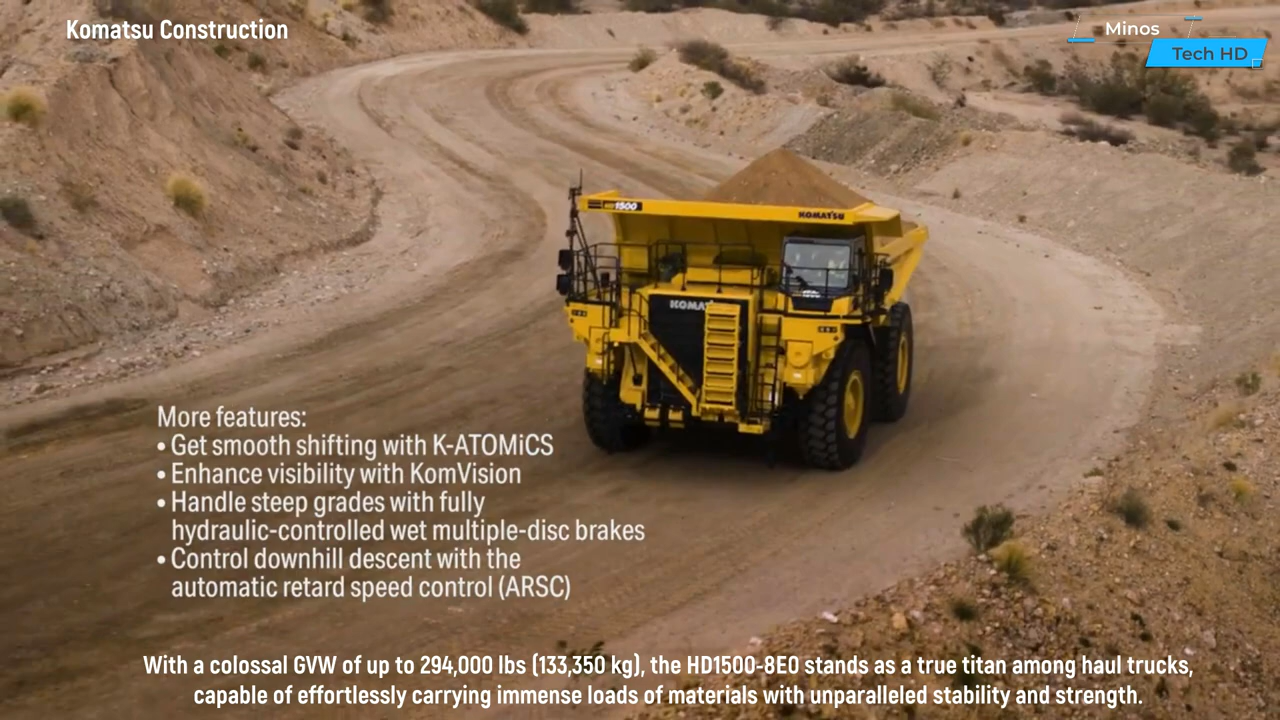 Komatsu Construction
Minos
Tech HD
1500
KOMATSU
More features:
• Get smooth shifting with K-ATOMiCS
• Enhance visibility with KomVision
• Handle steep grades with fully
hydraulic-controlled wet multiple-disc brakes
• Control downhill descent with the
automatic retard speed control (ARSC)
With a colossal GVW of up to 294,000 lbs (133,350 kg), the HD1500-8E0 stands as a true titan among haul trucks,
capable of effortlessly carrying immense loads of materials with unparalleled stability and strength.